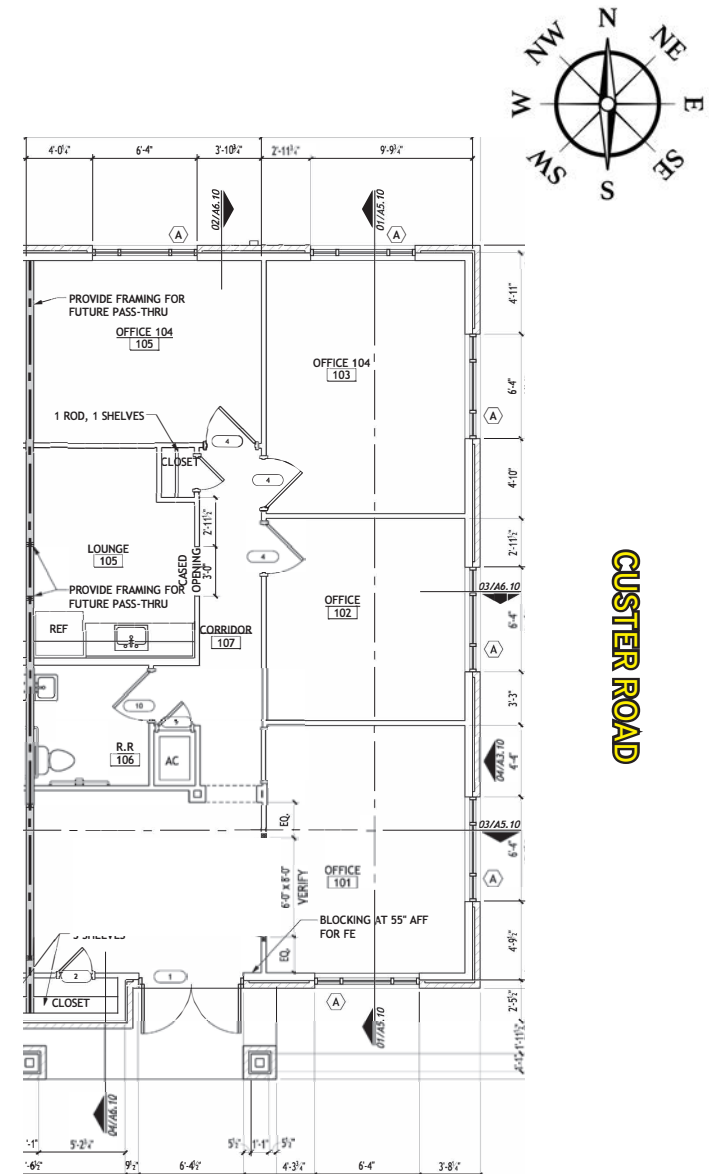 N
NW
NE
W
E
SW
SE
S
4'-0¼"
6'-4"
3'-10¾"
2'-11¾"
9'-9¾"
02/A6.10
01/A5.10
A
A
PROVIDE FRAMING FOR
FUTURE PASS-THRU
OFFICE 104
105
OFFICE 104
103
4'-11"
6'-4"
A
1 ROD, 1 SHELVES
4
CLOSET
4
4'-10"
2'-11½"
2'-11½"
4
LOUNGE
105
CASED
OPENING
3'-0"
PROVIDE FRAMING FOR
FUTURE PASS-THRU
OFFICE
102
03/A6.10
6'-4"
A
REF
CORRIDOR
107
CUSTER ROAD
3'-3"
10
5
R.R
106
AC
04/A3.10
4'-4"
EQ.
03/A5.10
6'-4"
OFFICE
101
A
6'-0" x 8'-0"
VERIFY
BLOCKING AT 55" AFF
FOR FE
4'-9½"
EQ.
2
1
CLOSET
A
2'-5½"
01/A5.10
1'-11½"
04/A6.10
5'-2¾"
5½"
1'-1"
5½"
9½"
6'-4½"
4'-3¾"
6'-4"
3'-8¼"